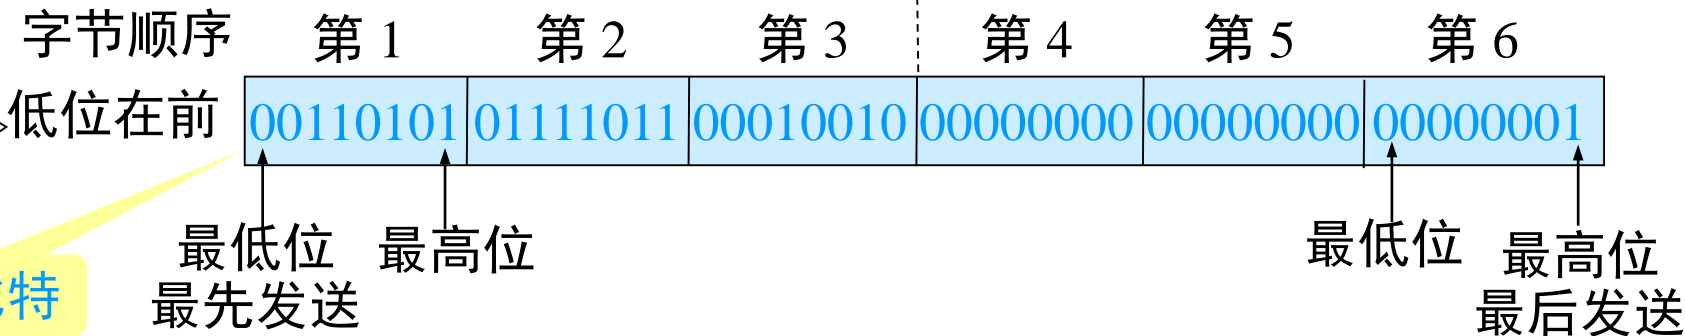 字节顺序 第 1 第 2 第 3 第 4 第 5 第 6
低位在前 00110101 01111011 00010010 00000000 00000000 00000001
最低位 最高位 最低位 最高位
最先发送 最后发送
特